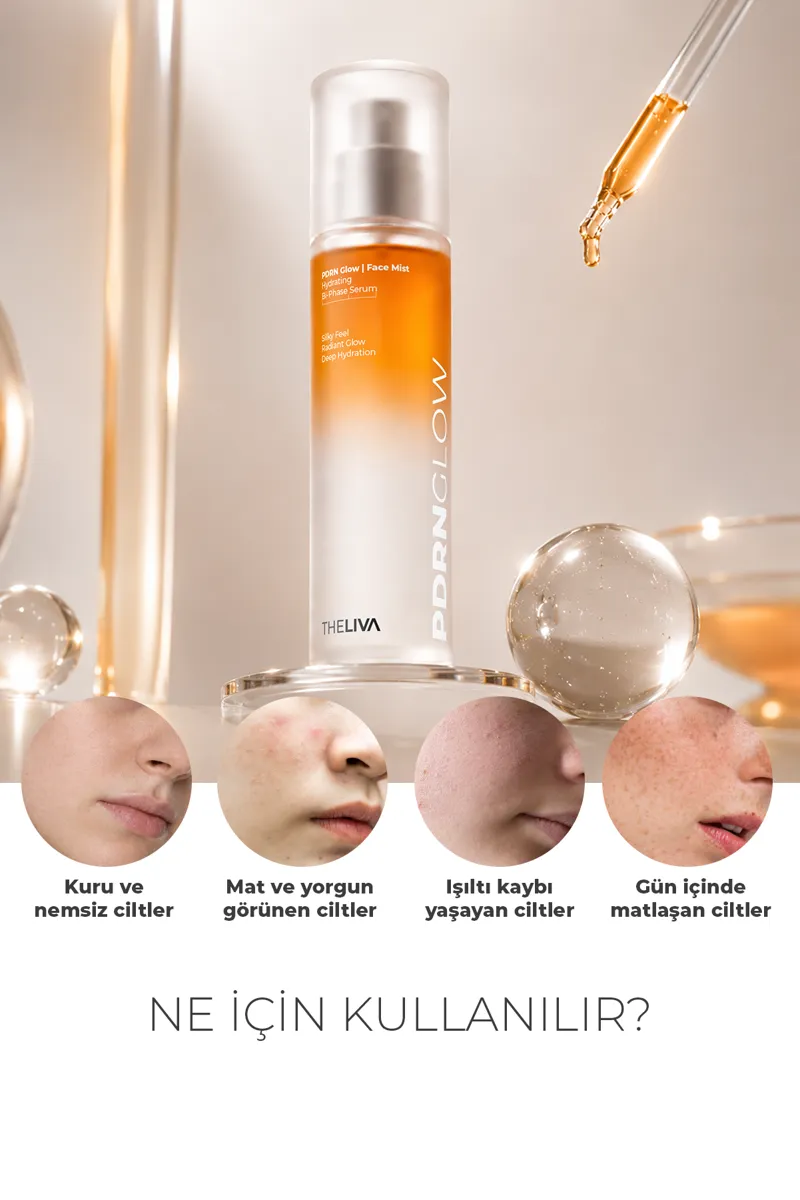 PDRN Glow | Face Mist
Hydrating
Bi-Phase Serum
Silky Feel
Radiant Glow
Deep Hydration
PDRNGLOW
THELIVA
Kuru ve
nemsiz ciltler
Mat ve yorgun
görünen ciltler
Işıltı kaybı
yaşayan ciltler
Gün içinde
matlaşan ciltler
NE İÇİN KULLANILIR?